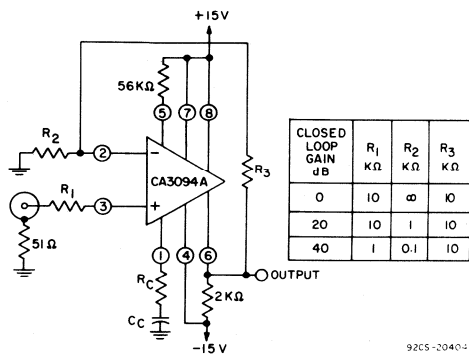 +15V
56KΩ
5
7
8
R2
2
−
CA3094A
R3
R1
3
+
51Ω
1
4
6
OUTPUT
RC
2KΩ
CC
−15V
CLOSED LOOP GAIN dB | R1 KΩ | R2 KΩ | R3 KΩ
0 | 10 | ∞ | 10
20 | 10 | 1 | 10
40 | 1 | 0.1 | 10
92CS-20404